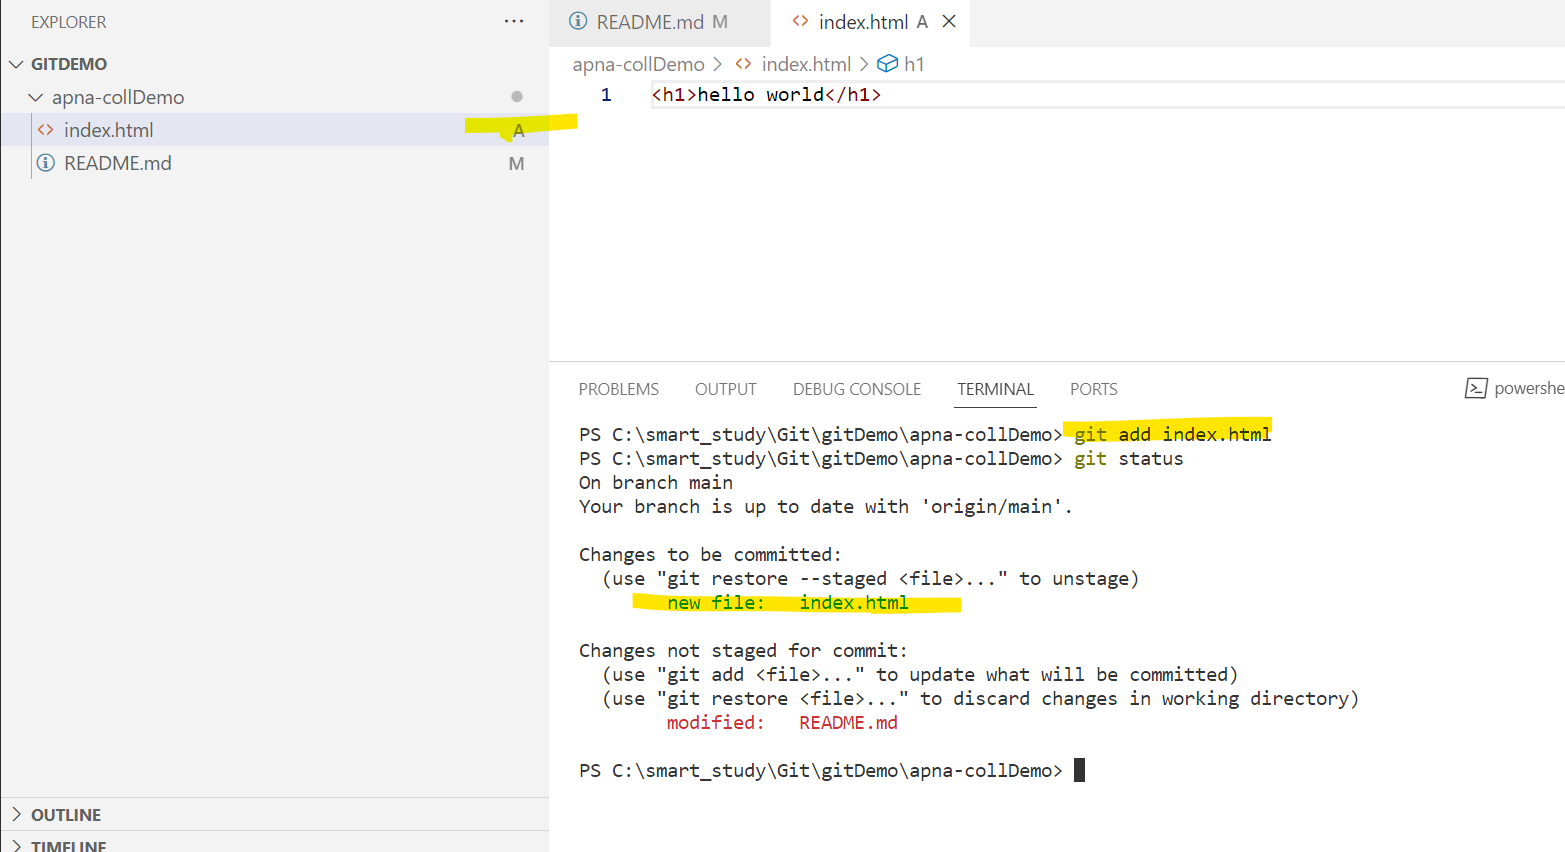 EXPLORER
GITDEMO
apna-collDemo
index.html A
README.md M
OUTLINE
TIMELINE
README.md M index.html A
apna-collDemo > index.html > h1
1 <h1>hello world</h1>
PROBLEMS OUTPUT DEBUG CONSOLE TERMINAL PORTS powershe
PS C:\smart_study\Git\gitDemo\apna-collDemo> git add index.html
PS C:\smart_study\Git\gitDemo\apna-collDemo> git status
On branch main
Your branch is up to date with 'origin/main'.
Changes to be committed:
(use "git restore --staged <file>..." to unstage)
new file: index.html
Changes not staged for commit:
(use "git add <file>..." to update what will be committed)
(use "git restore <file>..." to discard changes in working directory)
modified: README.md
PS C:\smart_study\Git\gitDemo\apna-collDemo>